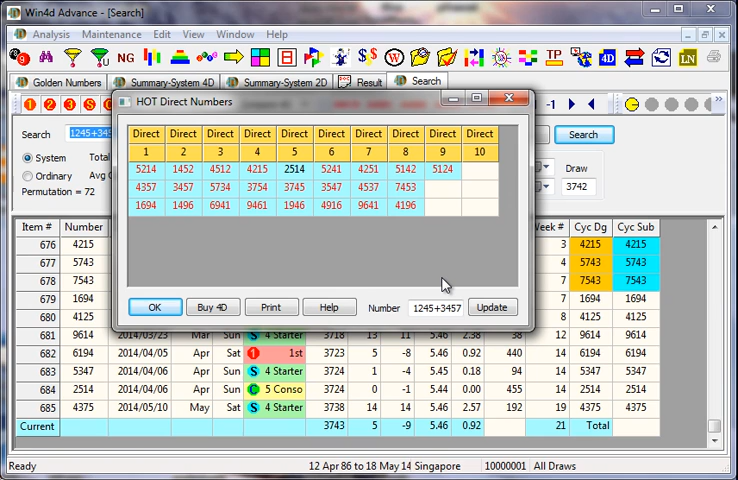 Win4d Advance - [Search]
Analysis Maintenance Edit View Window Help
NG TP 4D LN
Golden Numbers Summary-System 4D Summary-System 2D Result Search
1 2 3 S C -1
HOT Direct Numbers
Search 1245+345 Search
System Total
Ordinary Avg
Permutation = 72
Draw
3742
Direct Direct Direct Direct Direct Direct Direct Direct Direct Direct
1 2 3 4 5 6 7 8 9 10
5214 1452 4512 4215 2514 5241 4251 5142 5124
4357 3457 5734 3754 3745 3547 4537 7453
1694 1496 6941 9461 1946 4916 9641 4196
OK Buy 4D Print Help Number 1245+3457 Update
Item # Number Week # Cyc Dg Cyc Sub
676 4215 3 4215 4215
677 5743 4 5743 5743
678 7543 7 7543 7543
679 1694 7 1694 1694
680 4125 8 4125 4125
681 9614 2014/03/23 Mar Sun S 4 Starter 3718 13 11 5.46 2.38 38 12 9614 9614
682 6194 2014/04/05 Apr Sat 1 1st 3723 5 -8 5.46 0.92 440 14 6194 6194
683 5347 2014/04/06 Apr Sun S 4 Starter 3724 1 -4 5.45 0.18 94 14 5347 5347
684 2514 2014/04/06 Apr Sun C 5 Conso 3724 0 -1 5.44 0.00 455 14 2514 2514
685 4375 2014/05/10 May Sat S 4 Starter 3738 14 14 5.46 2.57 192 19 4375 4375
Current 3743 5 -9 5.46 0.92 21 Total
Ready 12 Apr 86 to 18 May 14 Singapore 10000001 All Draws